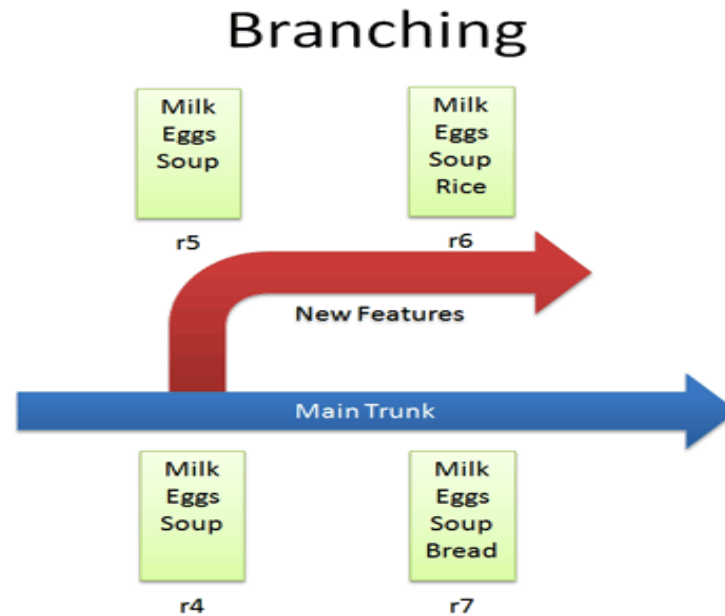 Branching
Milk
Eggs
Soup
r5
Milk
Eggs
Soup
Rice
r6
New Features
Main Trunk
Milk
Eggs
Soup
r4
Milk
Eggs
Soup
Bread
r7